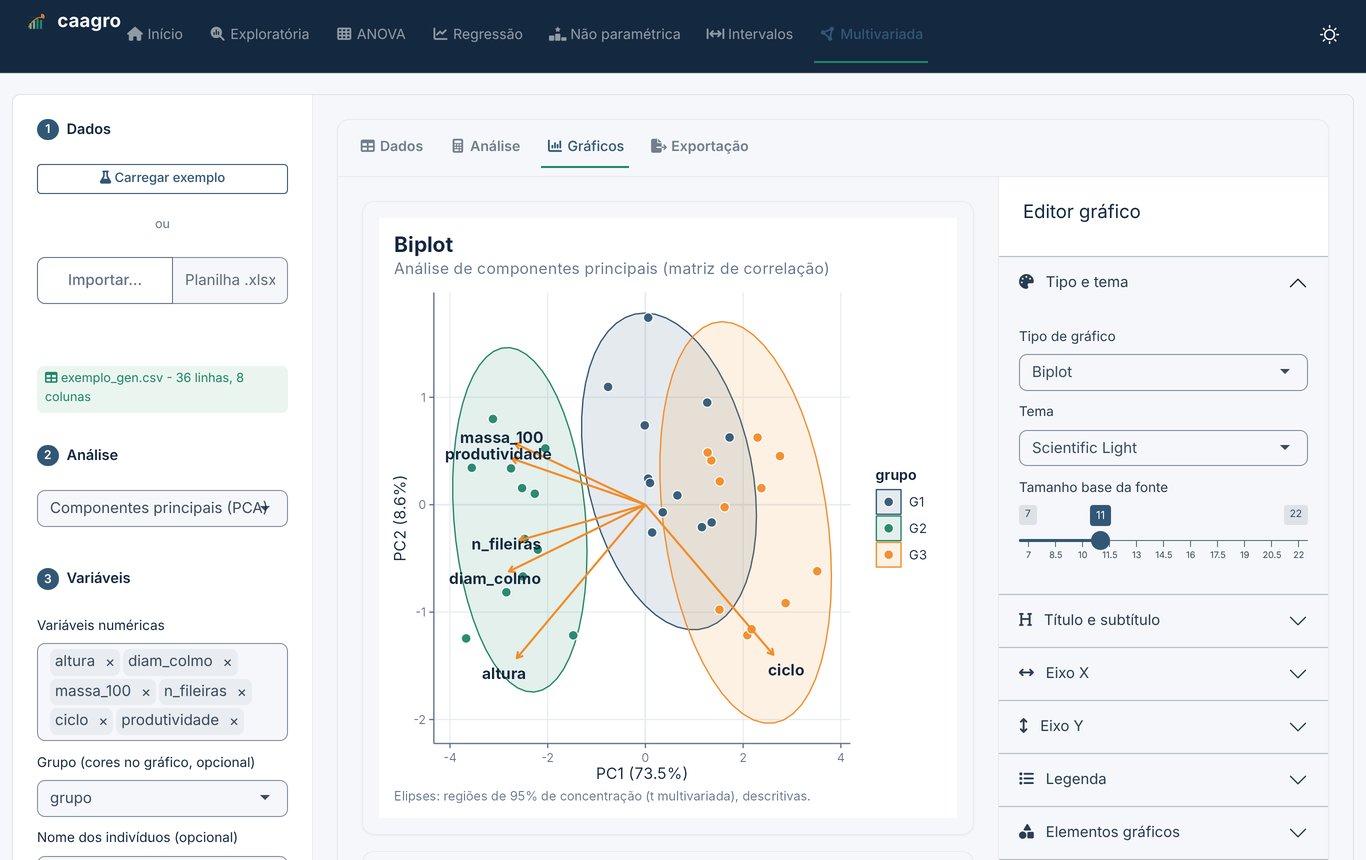 caagro
Início
Exploratória
ANOVA
Regressão
Não paramétrica
Intervalos
Multivariada
1 Dados
Carregar exemplo
ou
Importar...
Planilha .xlsx
exemplo_gen.csv - 36 linhas, 8
colunas
2 Análise
Componentes principais (PCA)
3 Variáveis
Variáveis numéricas
altura × diam_colmo ×
massa_100 × n_fileiras ×
ciclo × produtividade ×
Grupo (cores no gráfico, opcional)
grupo
Nome dos indivíduos (opcional)
Dados
Análise
Gráficos
Exportação
Biplot
Análise de componentes principais (matriz de correlação)
massa_100
produtividade
n_fileiras
diam_colmo
altura
ciclo
PC2 (8.6%)
1
0
-1
-2
-4 -2 0 2 4
PC1 (73.5%)
Elipses: regiões de 95% de concentração (t multivariada), descritivas.
grupo
G1
G2
G3
Editor gráfico
Tipo e tema
Tipo de gráfico
Biplot
Tema
Scientific Light
Tamanho base da fonte
7 11 22
7 8.5 10 11.5 13 14.5 16 17.5 19 20.5 22
Título e subtítulo
Eixo X
Eixo Y
Legenda
Elementos gráficos